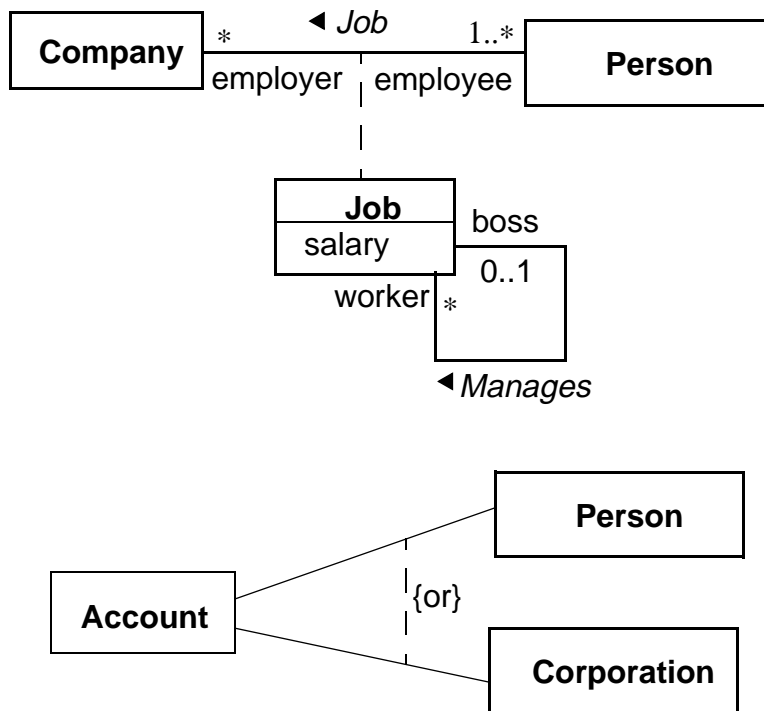 * ◄ Job 1..*
Company Person
employer employee
Job
salary
boss
0..1
worker *
◄ Manages
Person
Account {or}
Corporation